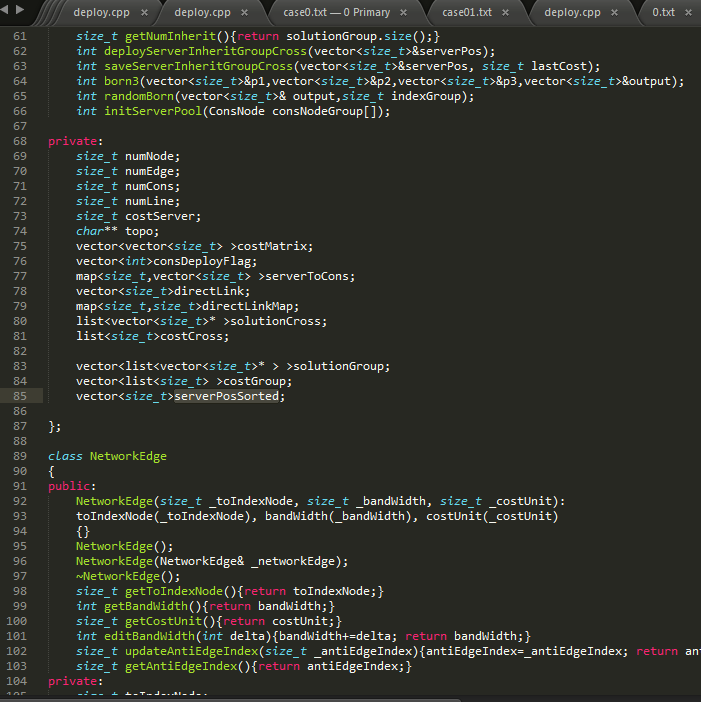 deploy.cpp × deploy.cpp × case0.txt — 0 Primary × case01.txt × deploy.cpp × 0.txt ×
61 size_t getNumInherit(){return solutionGroup.size();}
62 int deployServerInheritGroupCross(vector<size_t>&serverPos);
63 int saveServerInheritGroupCross(vector<size_t>&serverPos, size_t lastCost);
64 int born3(vector<size_t>&p1,vector<size_t>&p2,vector<size_t>&p3,vector<size_t>&output);
65 int randomBorn(vector<size_t>& output,size_t indexGroup);
66 int initServerPool(ConsNode consNodeGroup[]);
67
68 private:
69 size_t numNode;
70 size_t numEdge;
71 size_t numCons;
72 size_t numLine;
73 size_t costServer;
74 char** topo;
75 vector<vector<size_t> >costMatrix;
76 vector<int>consDeployFlag;
77 map<size_t,vector<size_t> >serverToCons;
78 vector<size_t>directLink;
79 map<size_t,size_t>directLinkMap;
80 list<vector<size_t>* >solutionCross;
81 list<size_t>costCross;
82
83 vector<list<vector<size_t>* > >solutionGroup;
84 vector<list<size_t> >costGroup;
85 vector<size_t>serverPosSorted;
86
87 };
88
89 class NetworkEdge
90 {
91 public:
92 NetworkEdge(size_t _toIndexNode, size_t _bandWidth, size_t _costUnit):
93 toIndexNode(_toIndexNode), bandWidth(_bandWidth), costUnit(_costUnit)
94 {}
95 NetworkEdge();
96 NetworkEdge(NetworkEdge& _networkEdge);
97 ~NetworkEdge();
98 size_t getToIndexNode(){return toIndexNode;}
99 int getBandWidth(){return bandWidth;}
100 size_t getCostUnit(){return costUnit;}
101 int editBandWidth(int delta){bandWidth+=delta; return bandWidth;}
102 size_t updateAntiEdgeIndex(size_t _antiEdgeIndex){antiEdgeIndex=_antiEdgeIndex; return an
103 size_t getAntiEdgeIndex(){return antiEdgeIndex;}
104 private: